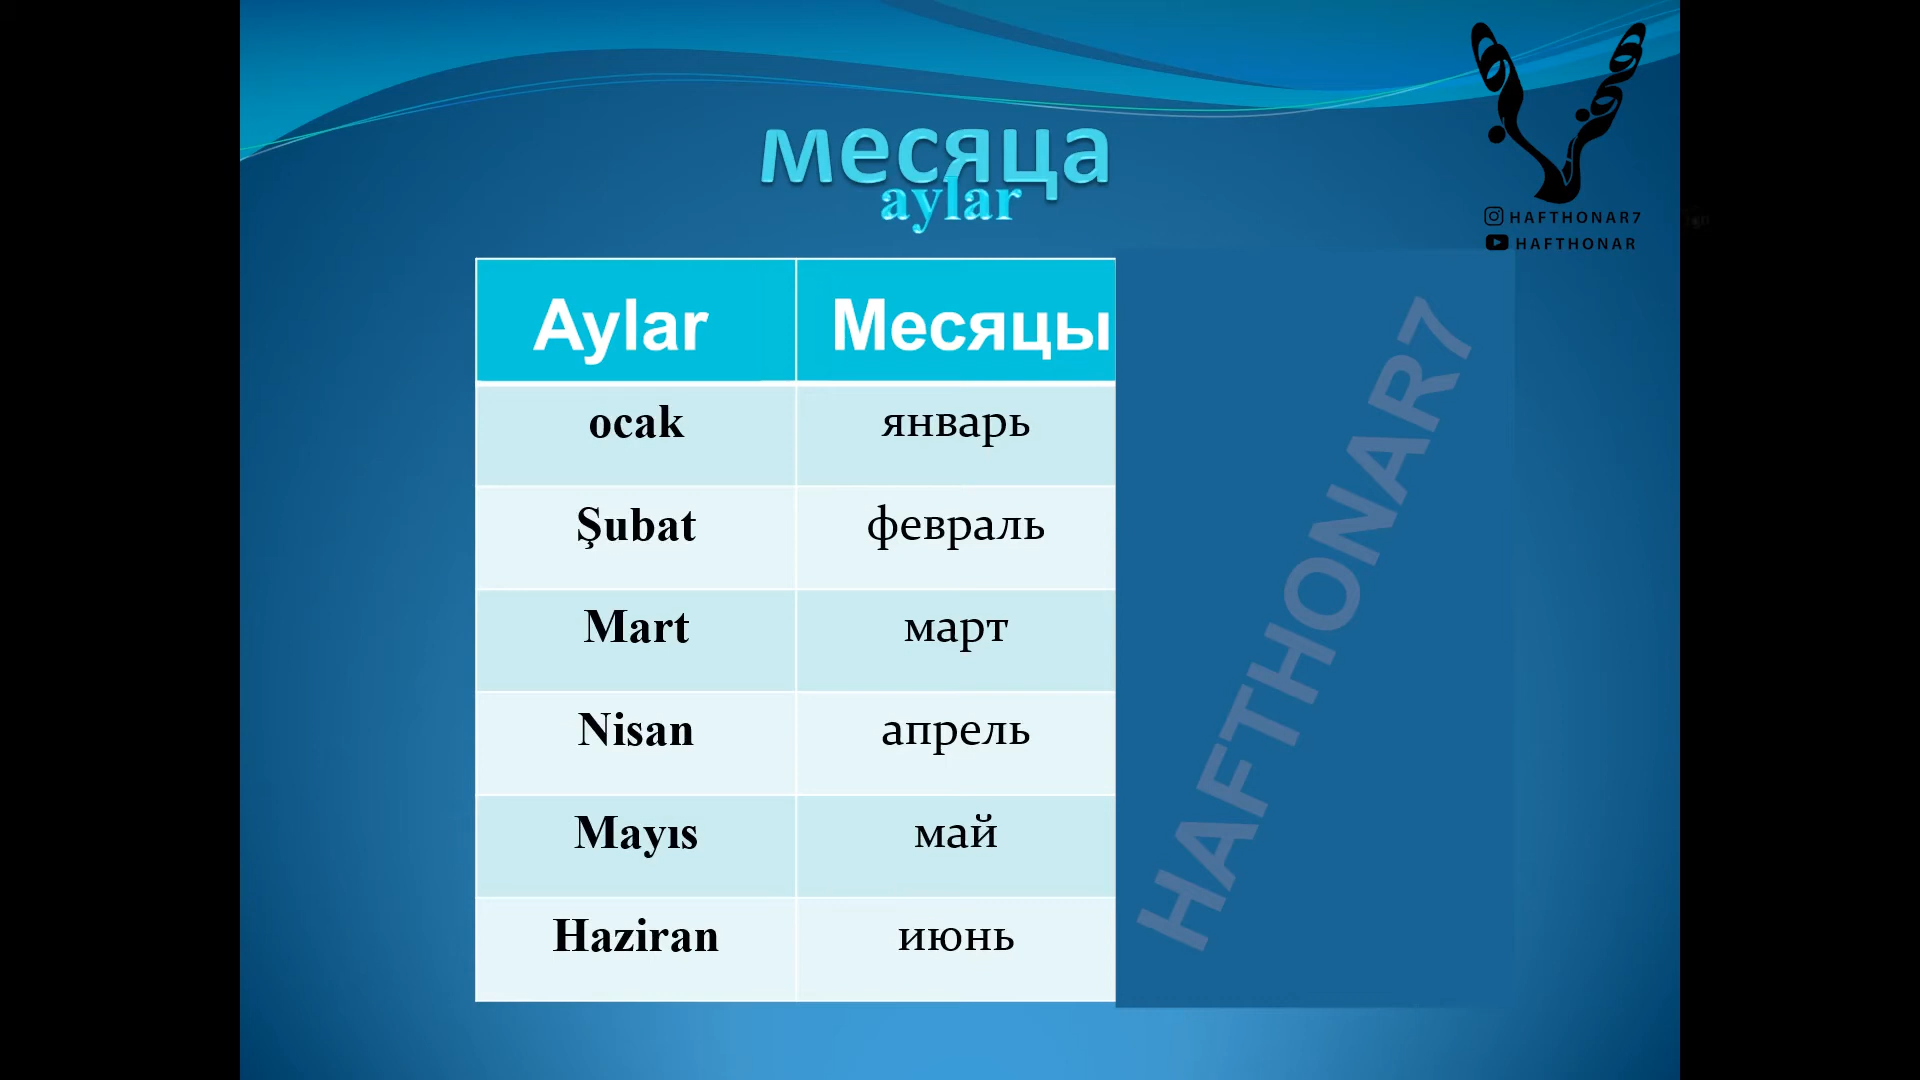 месяца
aylar
HAFTHONAR7
HAFTHONAR
Aylar Месяцы
ocak январь
Şubat февраль
Mart март
Nisan апрель
Mayıs май
Haziran июнь
HAFTHONAR7